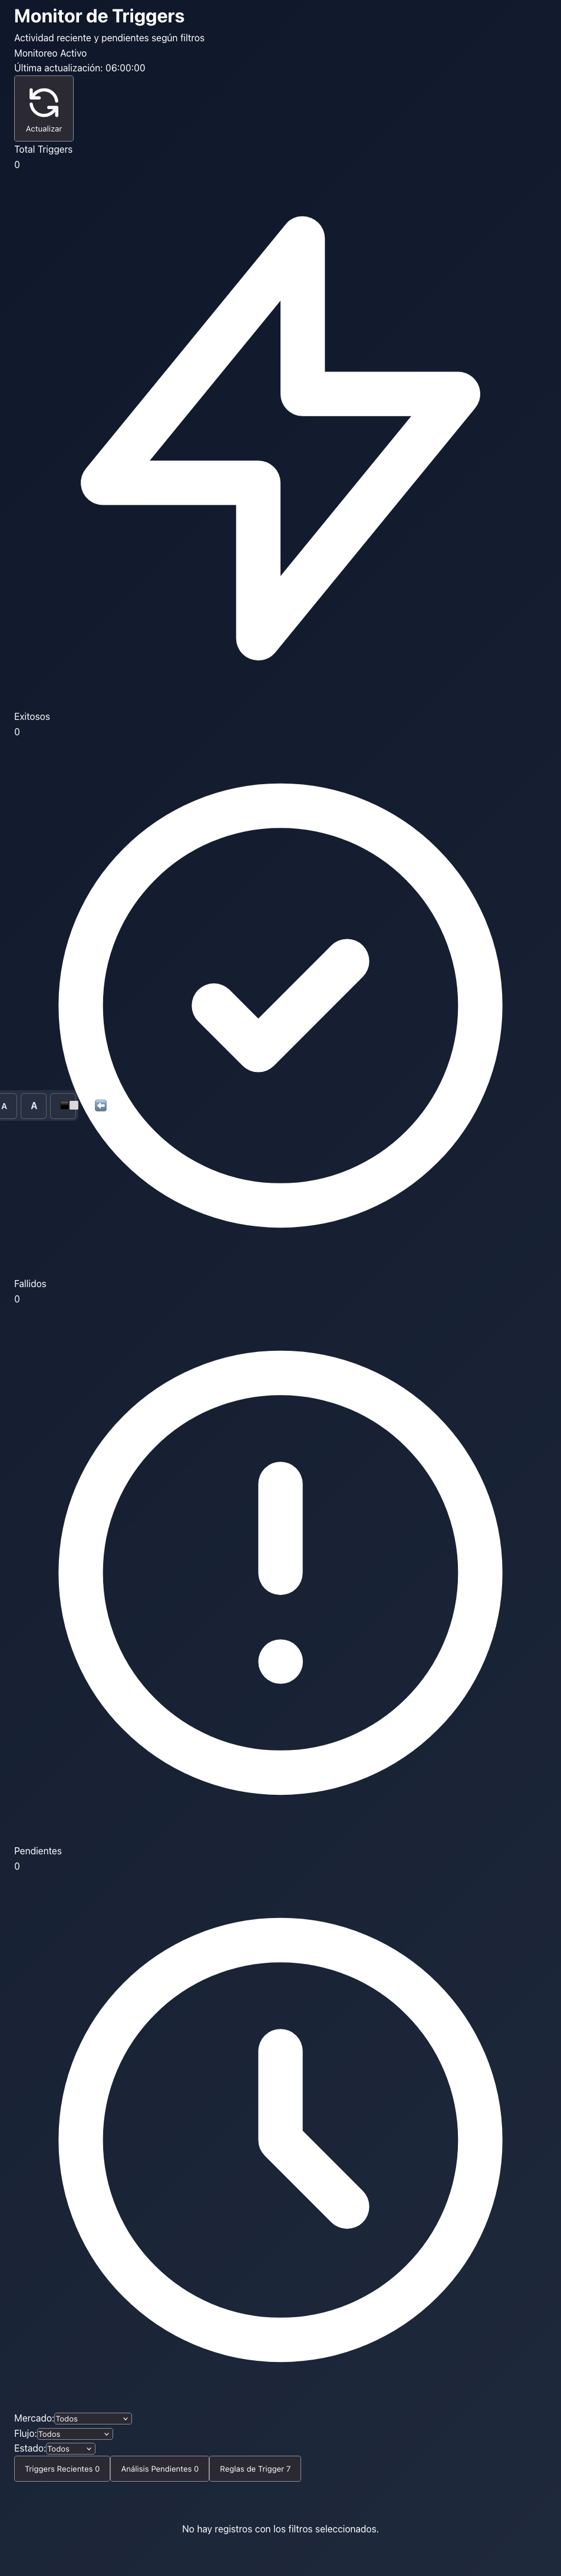 Monitor de Triggers
Actividad reciente y pendientes según filtros
Monitoreo Activo
Última actualización: 06:00:00
Actualizar
Total Triggers
0
Exitosos
0
A A
Fallidos
0
Pendientes
0
Mercado: Todos
Flujo: Todos
Estado: Todos
Triggers Recientes 0 Análisis Pendientes 0 Reglas de Trigger 7
No hay registros con los filtros seleccionados.